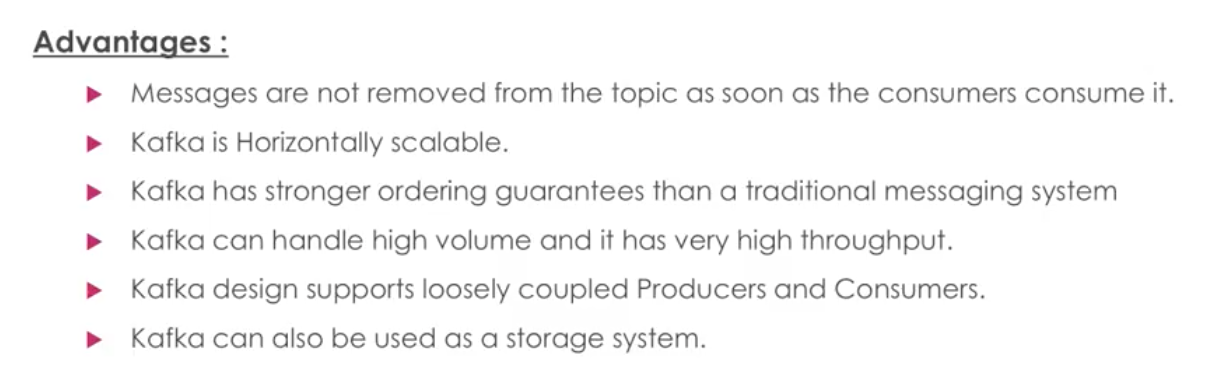 Advantages :
Messages are not removed from the topic as soon as the consumers consume it.
Kafka is Horizontally scalable.
Kafka has stronger ordering guarantees than a traditional messaging system
Kafka can handle high volume and it has very high throughput.
Kafka design supports loosely coupled Producers and Consumers.
Kafka can also be used as a storage system.